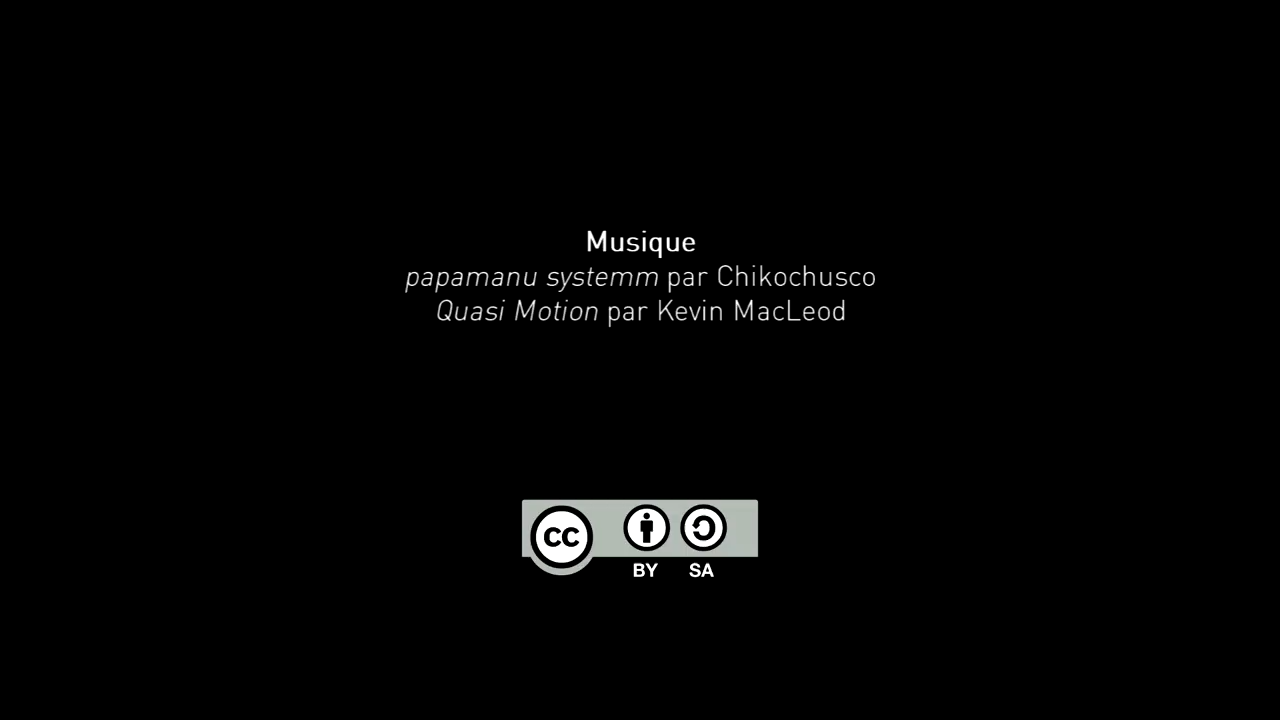 Musique
papamanu systemm par Chikochusco
Quasi Motion par Kevin MacLeod
CC
BY SA